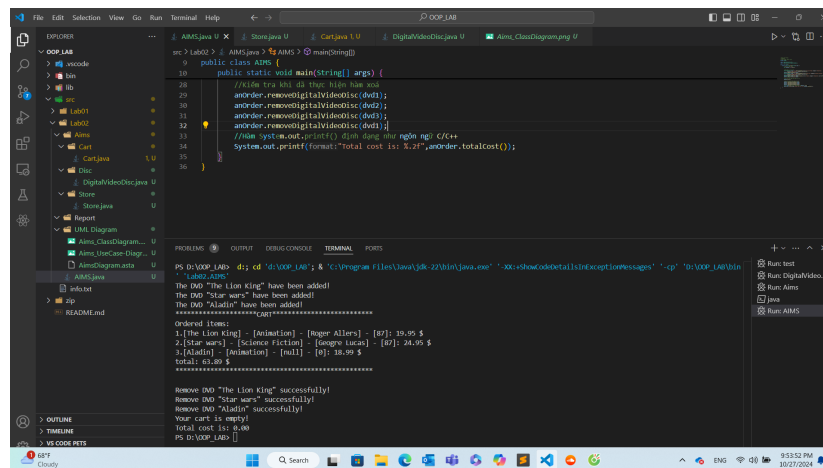 File Edit Selection View Go Run Terminal Help
OOP_LAB
EXPLORER
AIMS.java U
Store.java U
Cart.java 1, U
DigitalVideoDisc.java U
Aims_ClassDiagram.png U
src > Lab02 > AIMS.java > AIMS > main(String[])
OOP_LAB
.vscode
bin
lib
src
Lab01
Lab02
Aims
Cart
Cart.java 1, U
Disc
DigitalVideoDisc.java U
Store
Store.java U
Report
UML Diagram
Aims_ClassDiagram... U
Aims_UseCase-Diagr... U
AimsDiagram.asta U
AIMS.java U
info.txt
zip
README.md
OUTLINE
TIMELINE
VS CODE PETS
9 public class AIMS {
10 public static void main(String[] args) {
28 //Kiểm tra khi đã thực hiện hàm xoá
29 anOrder.removeDigitalVideoDisc(dvd1);
30 anOrder.removeDigitalVideoDisc(dvd2);
31 anOrder.removeDigitalVideoDisc(dvd3);
32 anOrder.removeDigitalVideoDisc(dvd1);
33 //Hàm System.out.printf() định dạng như ngôn ngữ C/C++
34 System.out.printf(format:"Total cost is: %.2f",anOrder.totalCost());
35 }
36 }
PROBLEMS 9 OUTPUT DEBUG CONSOLE TERMINAL PORTS
PS D:\OOP_LAB> d:; cd 'd:\OOP_LAB'; & 'C:\Program Files\Java\jdk-22\bin\java.exe' '-XX:+ShowCodeDetailsInExceptionMessages' '-cp' 'D:\OOP_LAB\bin
' 'Lab02.AIMS'
The DVD "The Lion King" have been added!
The DVD "Star wars" have been added!
The DVD "Aladin" have been added!
***********************CART***********************
Ordered items:
1.[The Lion King] - [Animation] - [Roger Allers] - [87]: 19.95 $
2.[Star wars] - [Science Fiction] - [Geogre Lucas] - [87]: 24.95 $
3.[Aladin] - [Animation] - [null] - [0]: 18.99 $
total: 63.89 $
**************************************************
Remove DVD "The Lion King" successfully!
Remove DVD "Star wars" successfully!
Remove DVD "Aladin" successfully!
Your cart is empty!
Total cost is: 0.00
PS D:\OOP_LAB>
Run: test
Run: DigitalVideo...
Run: Aims
java
Run: AIMS
68°F
Cloudy
Search
ENG
9:53:52 PM
10/27/2024